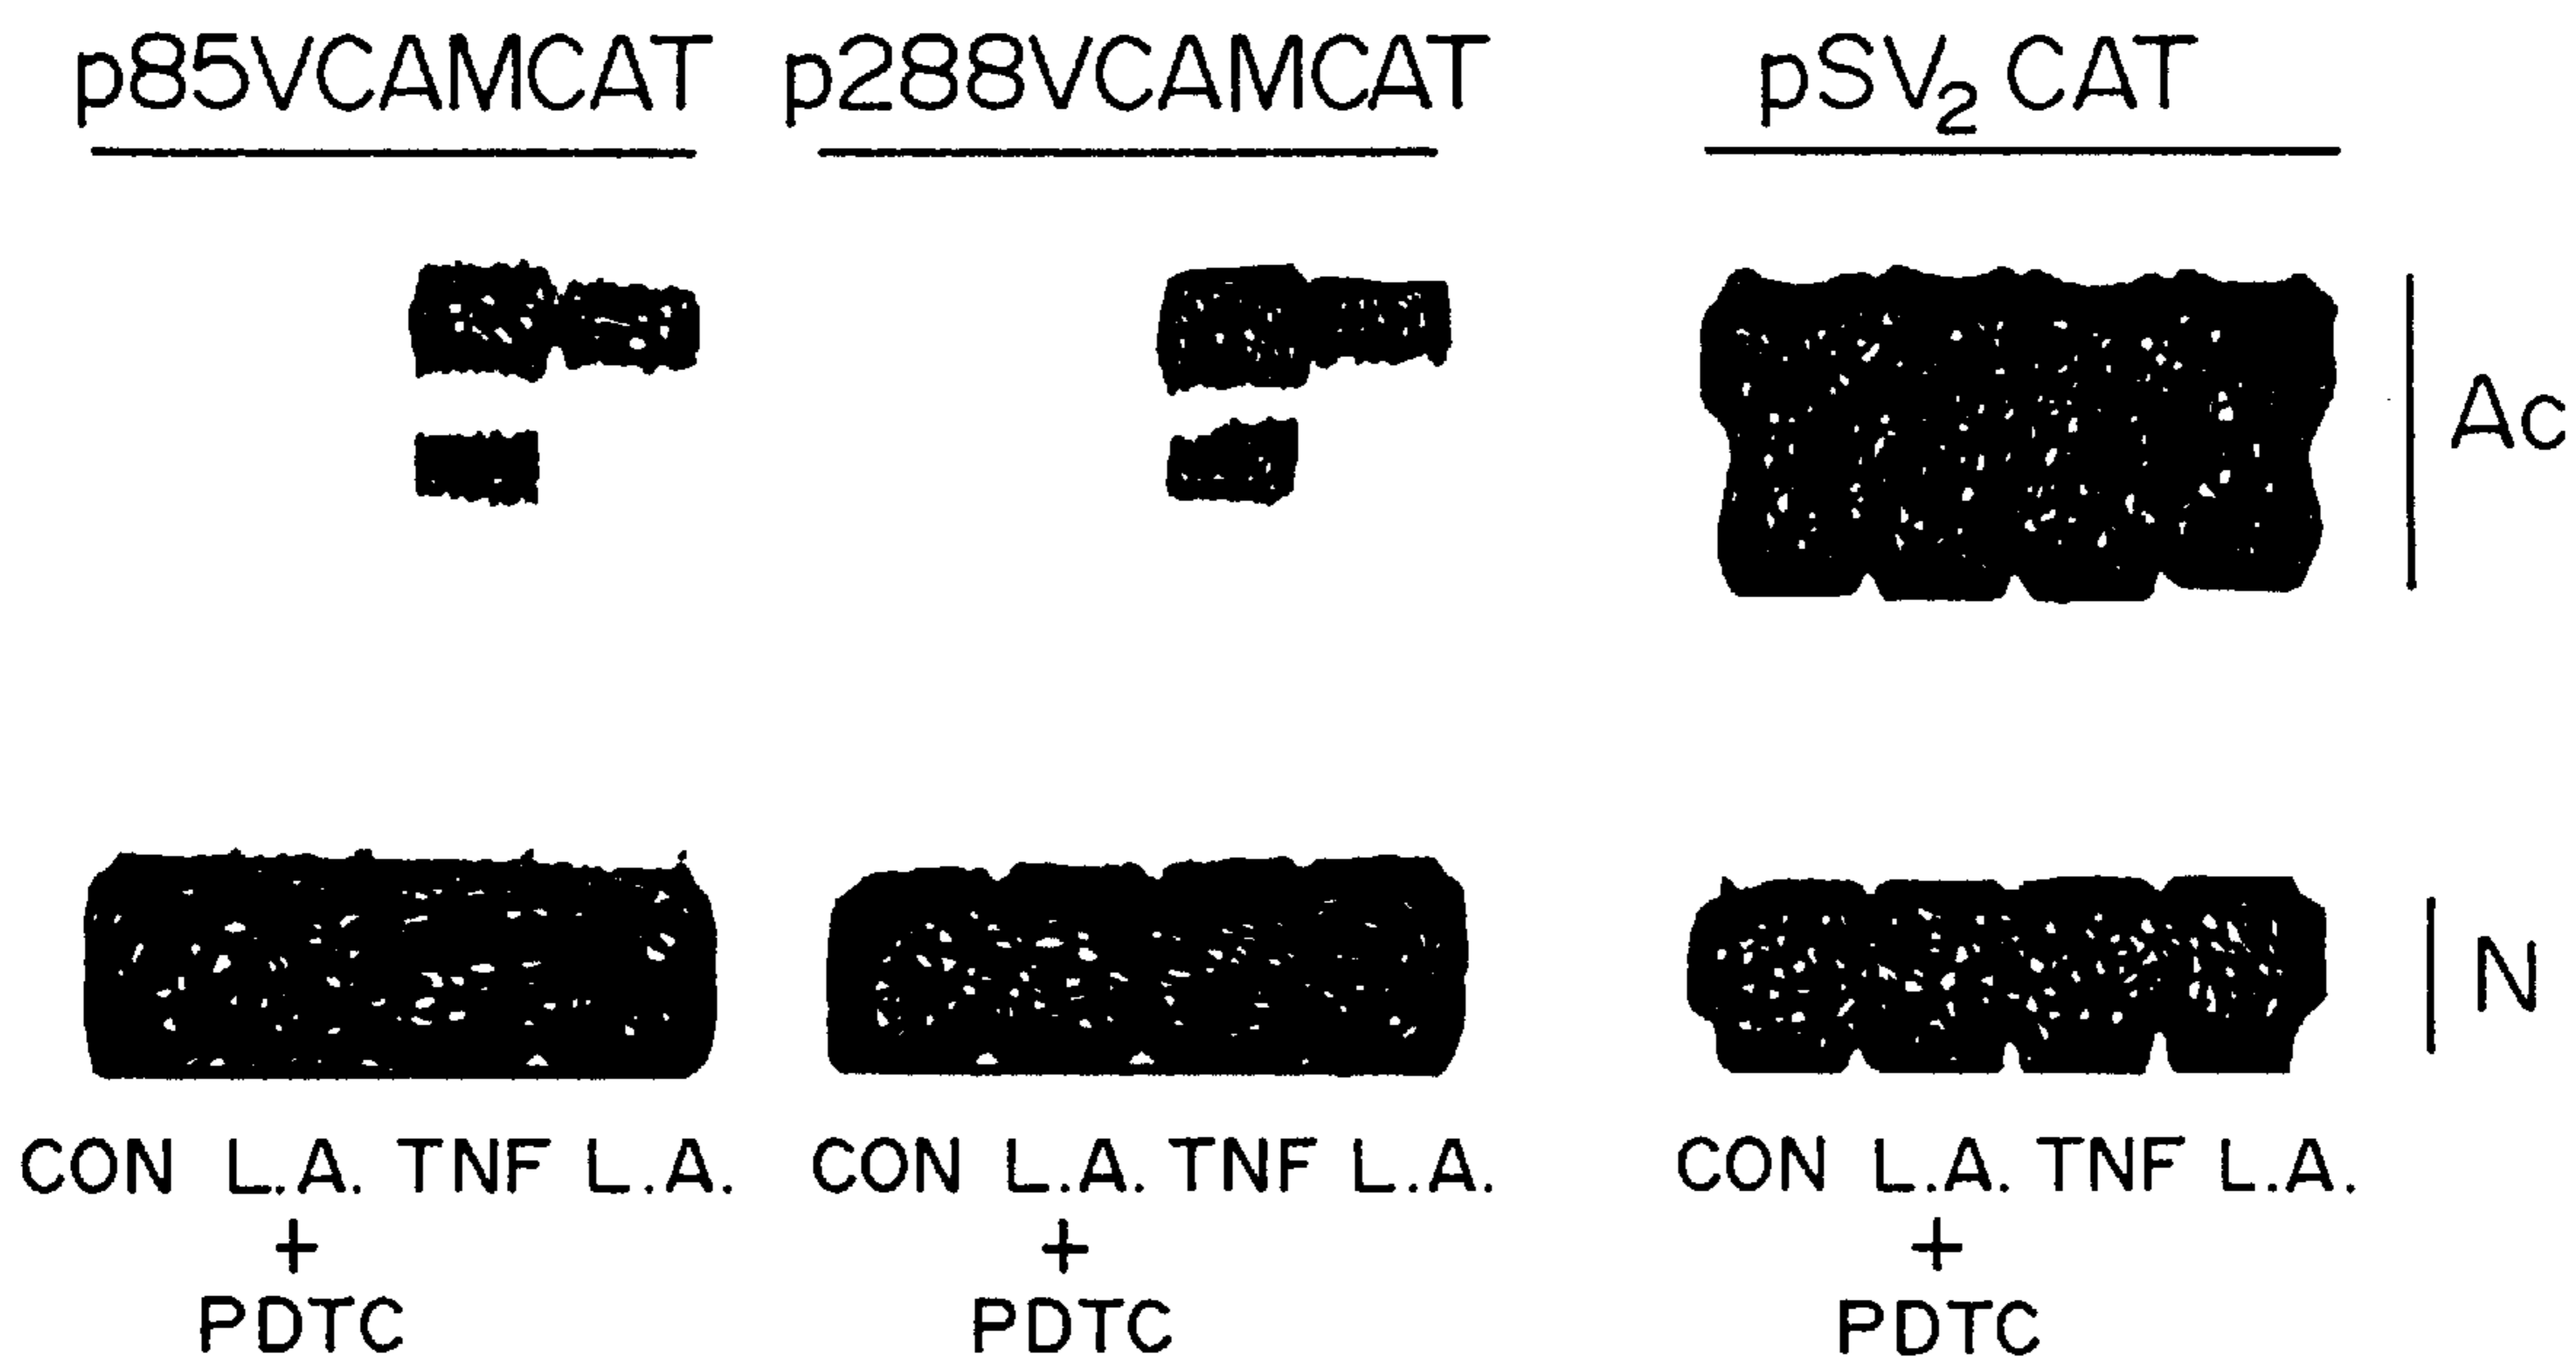 p85VCAMCAT p288VCAMCAT pSV₂ CAT
Ac
N
CON L.A. TNF L.A. CON L.A. TNF L.A. CON L.A. TNF L.A.
+ + +
PDTC PDTC PDTC